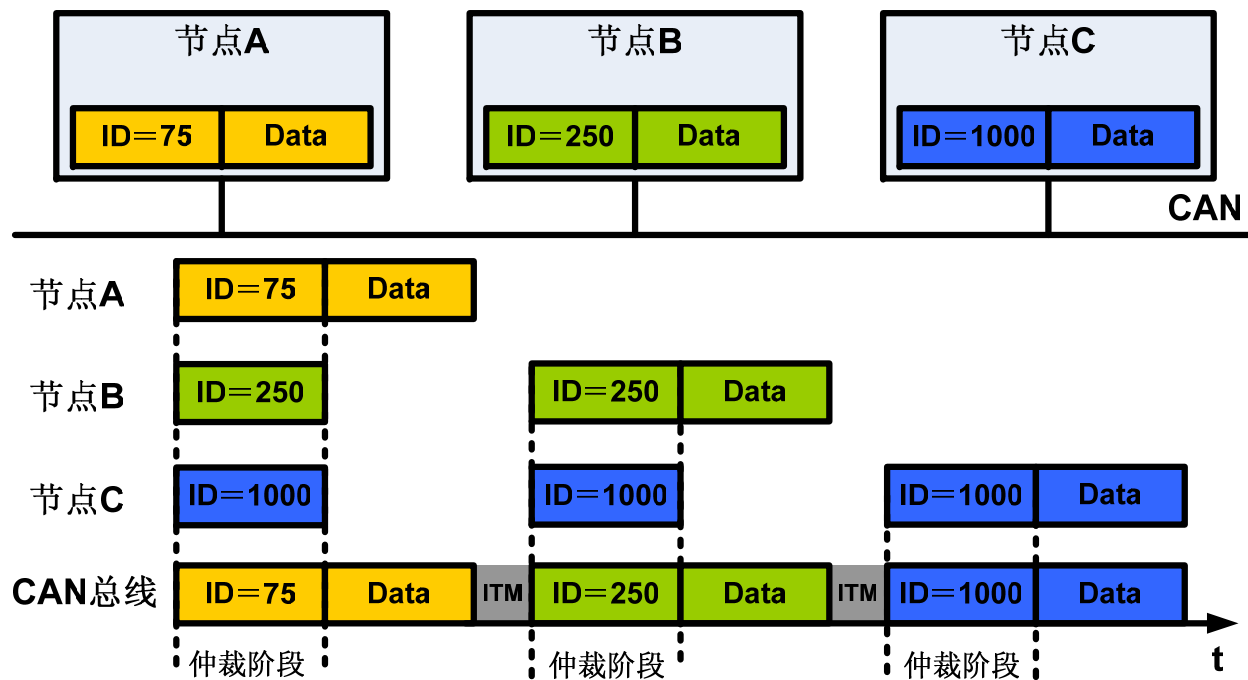 节点A 节点B 节点C
ID＝75 Data ID＝250 Data ID＝1000 Data
CAN
节点A ID＝75 Data
节点B ID＝250 ID＝250 Data
节点C ID＝1000 ID＝1000 ID＝1000 Data
CAN总线 ID＝75 Data ITM ID＝250 Data ITM ID＝1000 Data
仲裁阶段 仲裁阶段 仲裁阶段 t